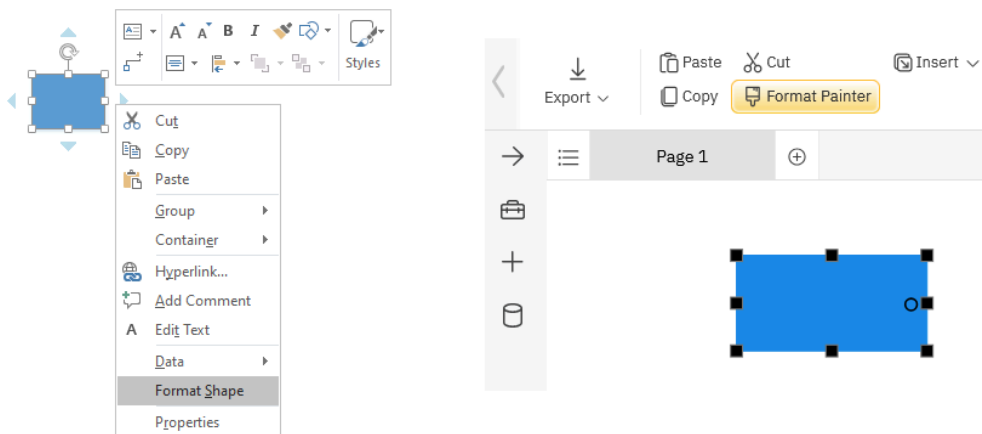 A A B I
Styles
Cut
Copy
Paste
Group
Container
Hyperlink...
Add Comment
A Edit Text
Data
Format Shape
Properties
Export
Paste Cut Insert
Copy Format Painter
Page 1